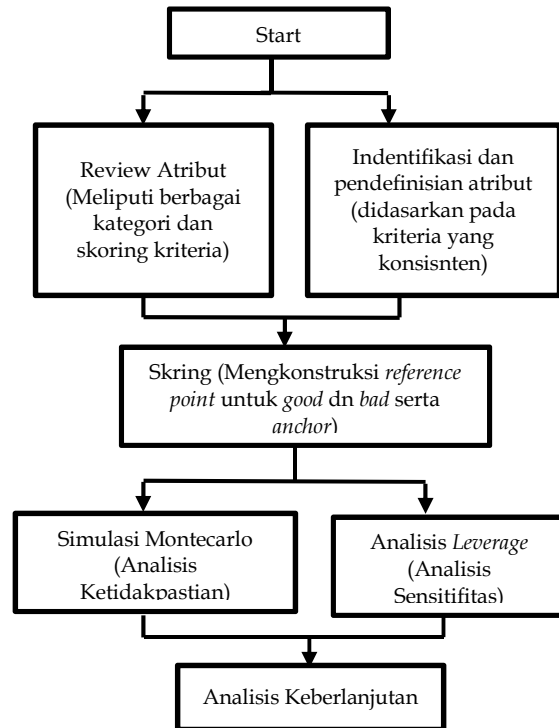 Start
Review Atribut
(Meliputi berbagai
kategori dan
skoring kriteria)
Indentifikasi dan
pendefinisian atribut
(didasarkan pada
kriteria yang
konsisnten)
Skring (Mengkonstruksi reference
point untuk good dn bad serta
anchor)
Simulasi Montecarlo
(Analisis
Ketidakpastian)
Analisis Leverage
(Analisis
Sensitifitas)
Analisis Keberlanjutan